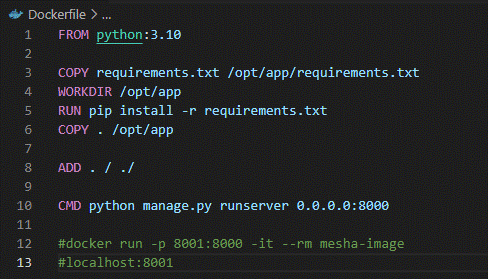 Dockerfile > ...
1 FROM python:3.10
2
3 COPY requirements.txt /opt/app/requirements.txt
4 WORKDIR /opt/app
5 RUN pip install -r requirements.txt
6 COPY . /opt/app
7
8 ADD . / ./
9
10 CMD python manage.py runserver 0.0.0.0:8000
11
12 #docker run -p 8001:8000 -it --rm mesha-image
13 #localhost:8001